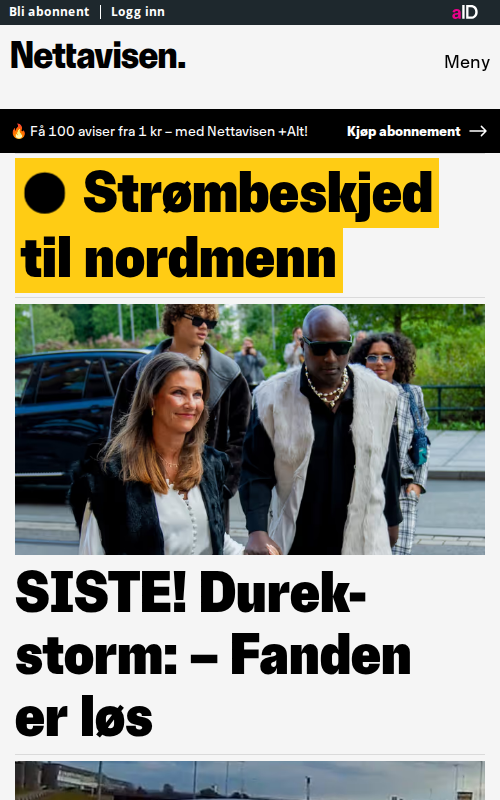 Bli abonnent | Logg inn
aID
Nettavisen.
Meny
🔥 Få 100 aviser fra 1 kr – med Nettavisen +Alt!
Kjøp abonnement →
● Strømbeskjed
til nordmenn
SISTE! Durek-
storm: – Fanden
er løs